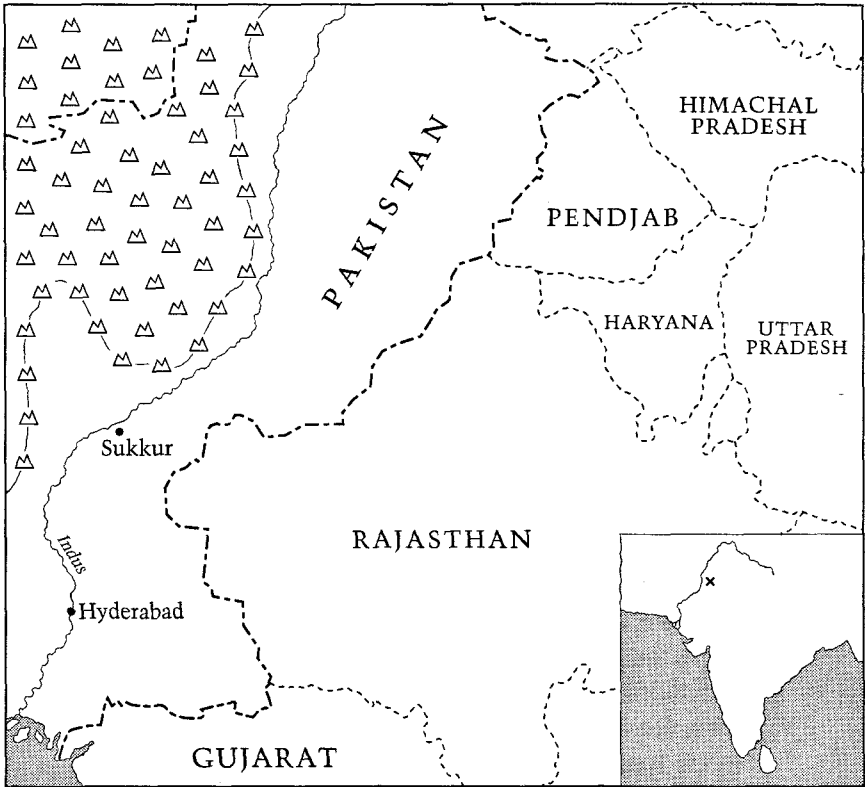 HIMACHAL
PRADESH
PAKISTAN
PENDJAB
HARYANA
UTTAR
PRADESH
Sukkur
RAJASTHAN
Indus
Hyderabad
GUJARAT